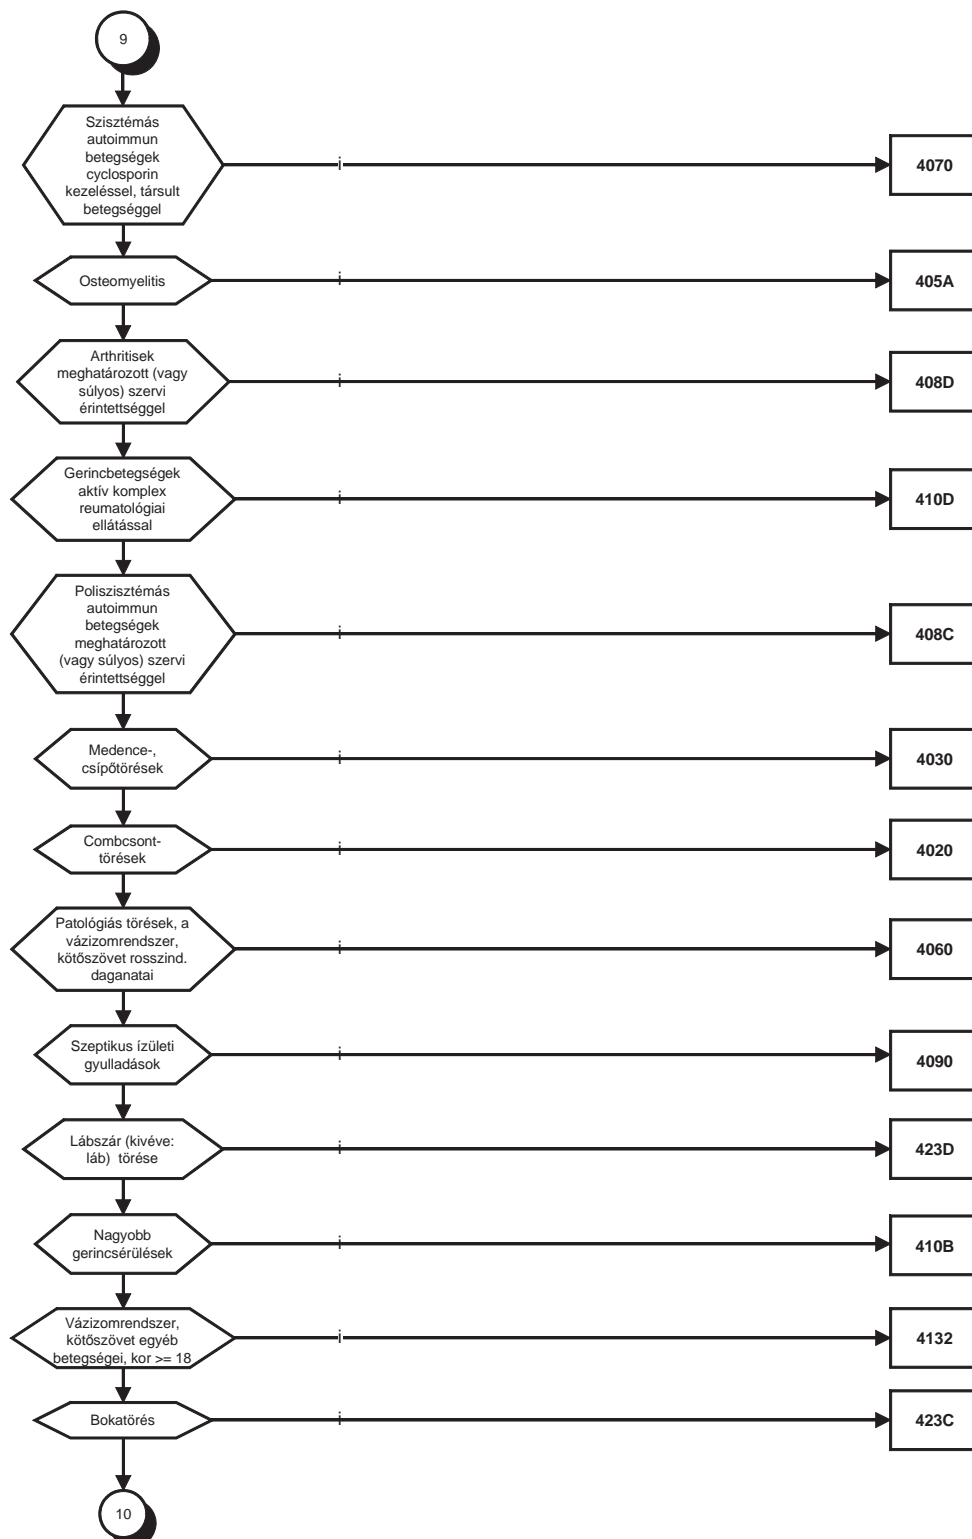 9
Szisztémás
autoimmun
betegségek
cyclosporin
kezeléssel, társult
betegséggel
i
4070
Osteomyelitis
i
405A
Arthritisek
meghatározott (vagy
súlyos) szervi
érintettséggel
i
408D
Gerincbetegségek
aktív komplex
reumatológiai
ellátással
i
410D
Poliszisztémás
autoimmun
betegségek
meghatározott
(vagy súlyos) szervi
érintettséggel
i
408C
Medence-,
csípőtörések
i
4030
Combcsont-
törések
i
4020
Patológiás törések, a
vázizomrendszer,
kötőszövet rosszind.
daganatai
i
4060
Szeptikus ízületi
gyulladások
i
4090
Lábszár (kivéve:
láb) törése
i
423D
Nagyobb
gerincsérülések
i
410B
Vázizomrendszer,
kötőszövet egyéb
betegségei, kor >= 18
i
4132
Bokatörés
i
423C
10